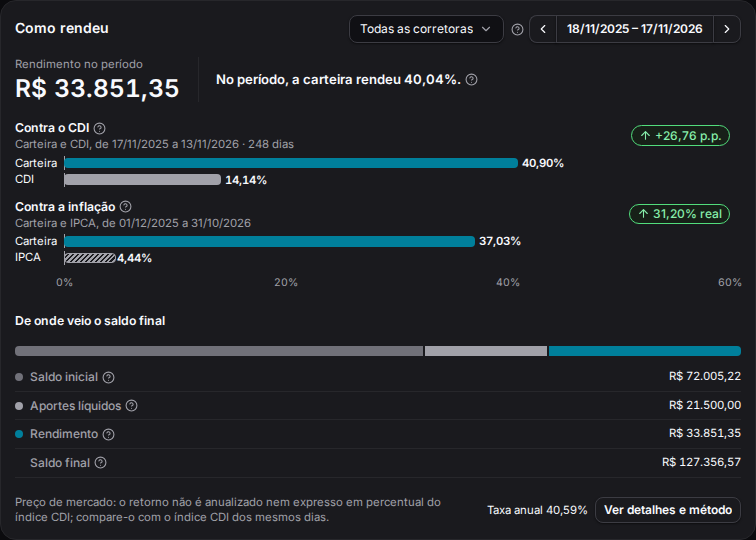 Como rendeu
Todas as corretoras
18/11/2025 – 17/11/2026
Rendimento no período
R$ 33.851,35
No período, a carteira rendeu 40,04%.
Contra o CDI
Carteira e CDI, de 17/11/2025 a 13/11/2026 · 248 dias
↑ +26,76 p.p.
Carteira 40,90%
CDI 14,14%
Contra a inflação
Carteira e IPCA, de 01/12/2025 a 31/10/2026
↑ 31,20% real
Carteira 37,03%
IPCA 4,44%
0% 20% 40% 60%
De onde veio o saldo final
Saldo inicial R$ 72.005,22
Aportes líquidos R$ 21.500,00
Rendimento R$ 33.851,35
Saldo final R$ 127.356,57
Preço de mercado: o retorno não é anualizado nem expresso em percentual do
índice CDI; compare-o com o índice CDI dos mesmos dias.
Taxa anual 40,59%
Ver detalhes e método